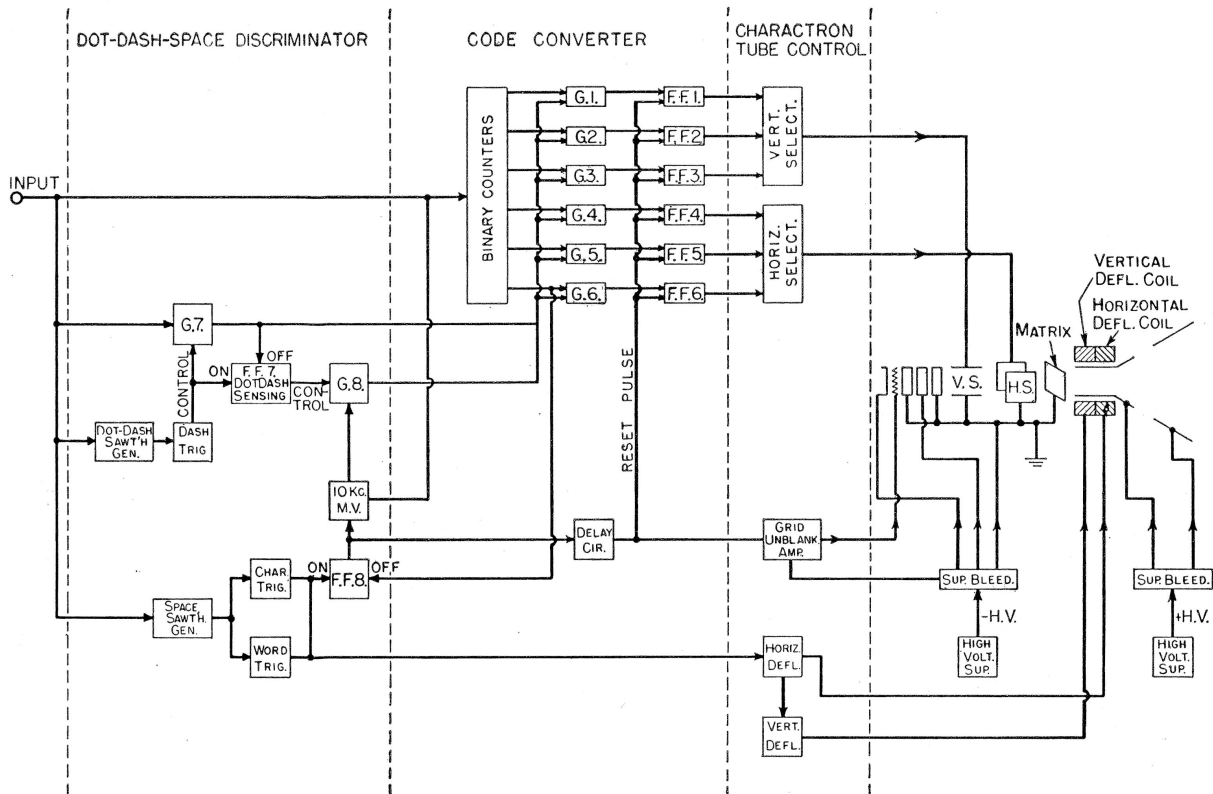 DOT-DASH-SPACE DISCRIMINATOR
CODE CONVERTER
CHARACTRON
TUBE CONTROL
INPUT
BINARY COUNTERS
G.1.
F.F.1.
G.2.
F.F.2.
G.3.
F.F.3.
G.4.
F.F.4.
G.5.
F.F.5.
G.6.
F.F.6.
VERT.
SELECT.
HORIZ.
SELECT.
VERTICAL
DEFL. COIL
HORIZONTAL
DEFL. COIL
MATRIX
V.S.
H.S.
G.7.
OFF
ON
CONTROL
F.F.7.
DOT DASH
SENSING
CON-
TROL
G.8.
DOT-DASH
SAWT'H
GEN.
DASH
TRIG
RESET PULSE
10 KC.
M.V.
DELAY
CIR.
GRID
UNBLANK
AMP.
CHAR.
TRIG.
ON
F.F.8.
OFF
SUP. BLEED.
SUP. BLEED.
SPACE
SAWT'H.
GEN.
-H.V.
+H.V.
WORD
TRIG.
HORIZ.
DEFL.
HIGH
VOLT.
SUP.
HIGH
VOLT.
SUP.
VERT.
DEFL.